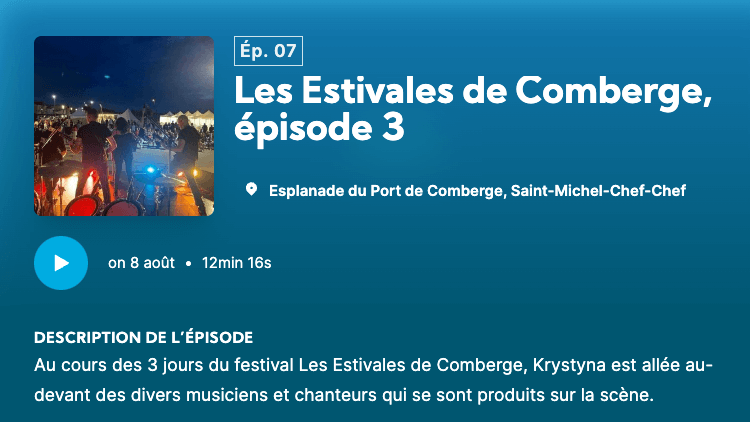 Ép. 07
Les Estivales de Comberge,
épisode 3
Esplanade du Port de Comberge, Saint-Michel-Chef-Chef
on 8 août • 12min 16s
DESCRIPTION DE L’ÉPISODE
Au cours des 3 jours du festival Les Estivales de Comberge, Krystyna est allée au-
devant des divers musiciens et chanteurs qui se sont produits sur la scène.